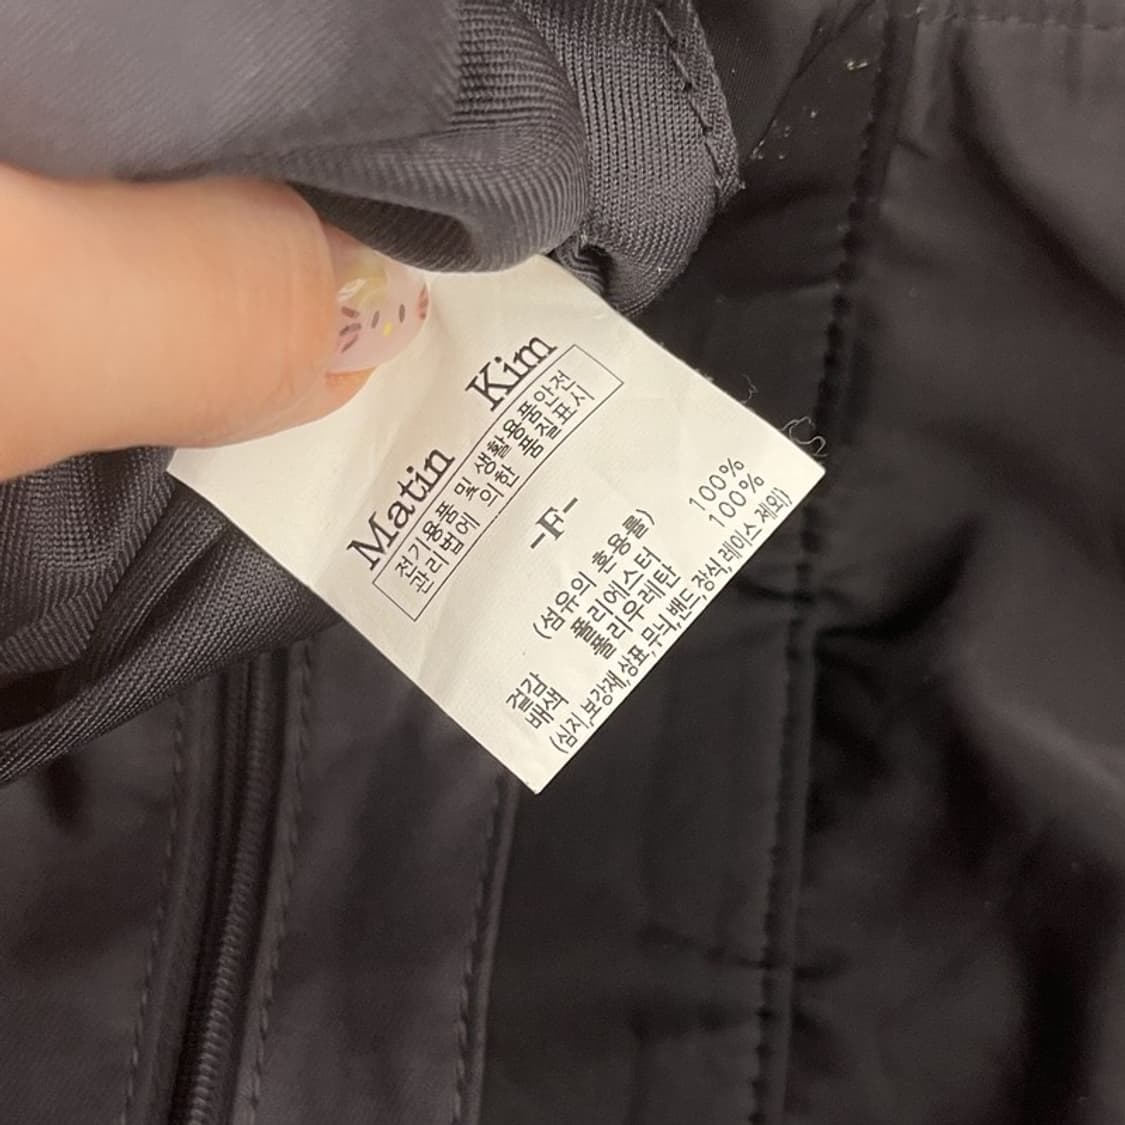 Matin Kim
전기용품 및 생활용품안전
관리법에 의한 품질표시
-F-
(섬유의 혼용률)
겉감 폴리에스터 100%
배색 폴리우레탄 100%
(심지,보강재,상표,무늬,밴드,장식,레이스 제외)